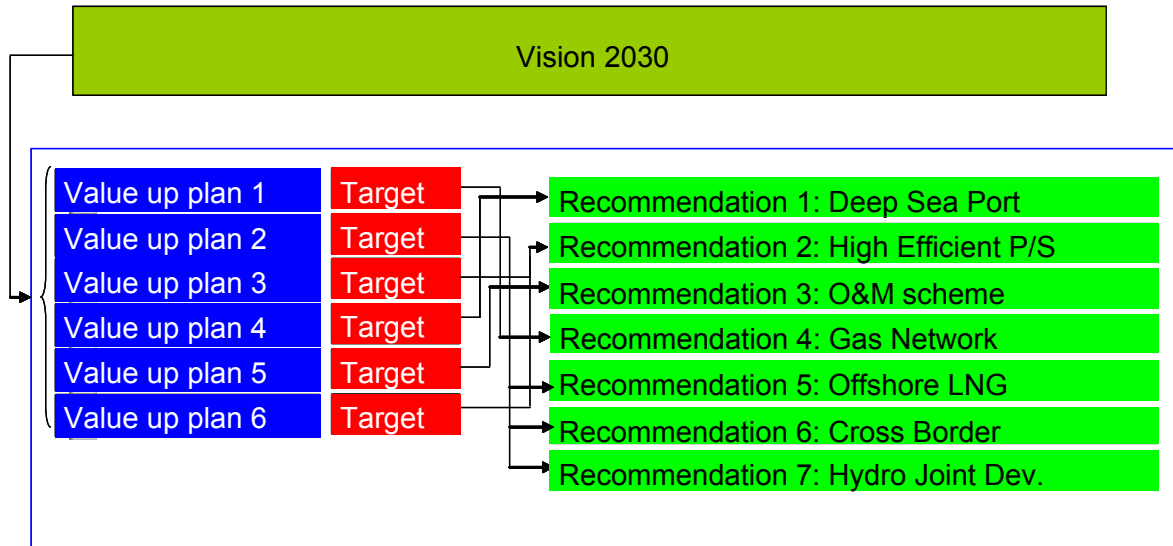 Vision 2030
Value up plan 1 Target
Recommendation 1: Deep Sea Port
Value up plan 2 Target
Recommendation 2: High Efficient P/S
Value up plan 3 Target
Recommendation 3: O&M scheme
Value up plan 4 Target
Recommendation 4: Gas Network
Value up plan 5 Target
Recommendation 5: Offshore LNG
Value up plan 6 Target
Recommendation 6: Cross Border
Recommendation 7: Hydro Joint Dev.